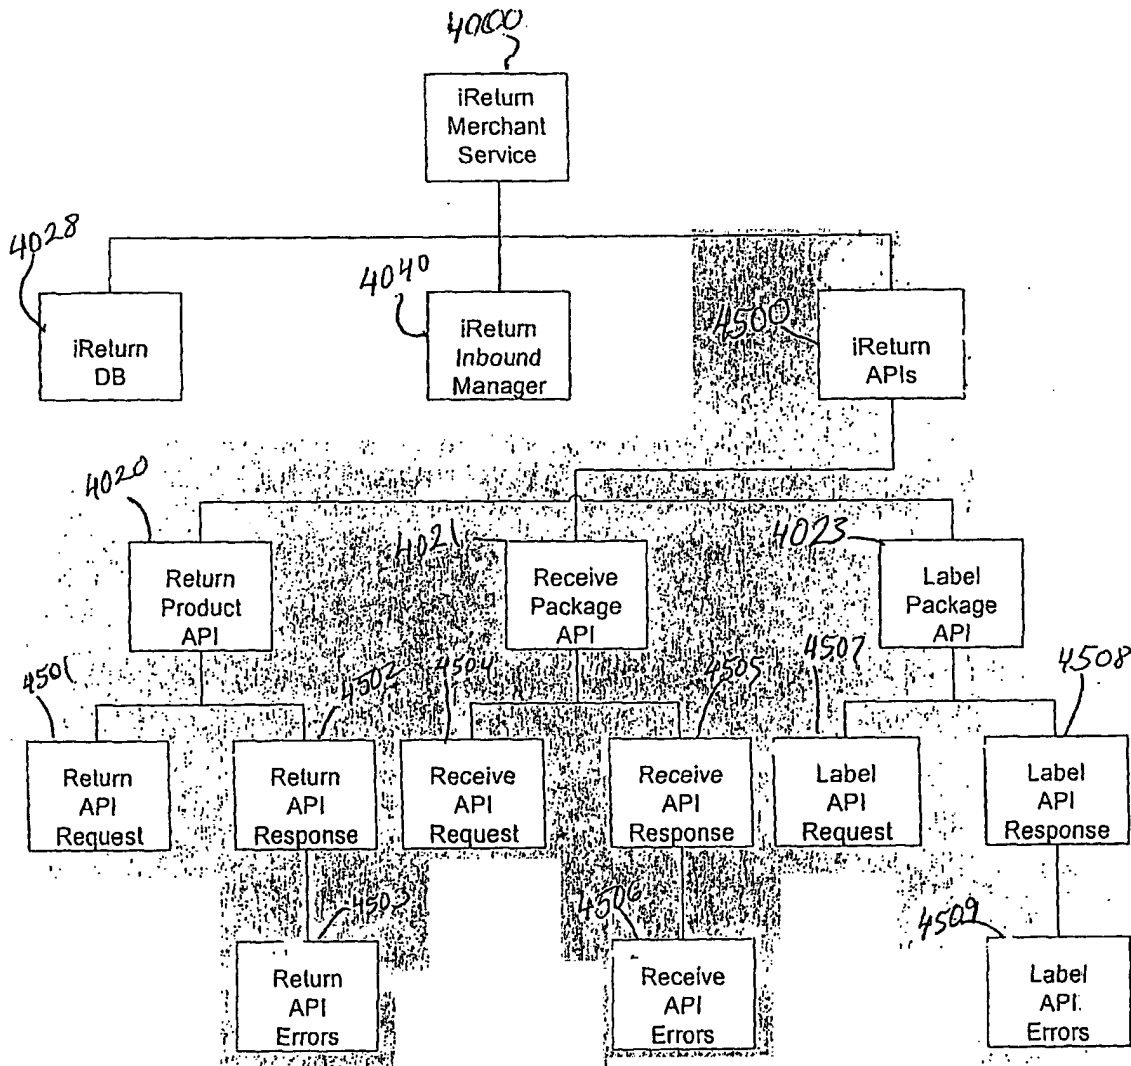 4000
iReturn
Merchant
Service
4028
4040
4500
iReturn
DB
iReturn
Inbound
Manager
iReturn
APIs
4020
4021
4023
Return
Product
API
Receive
Package
API
Label
Package
API
4501
4502
4504
4505
4507
4508
Return
API
Request
Return
API
Response
Receive
API
Request
Receive
API
Response
Label
API
Request
Label
API
Response
4503
4506
4509
Return
API
Errors
Receive
API
Errors
Label
API
Errors